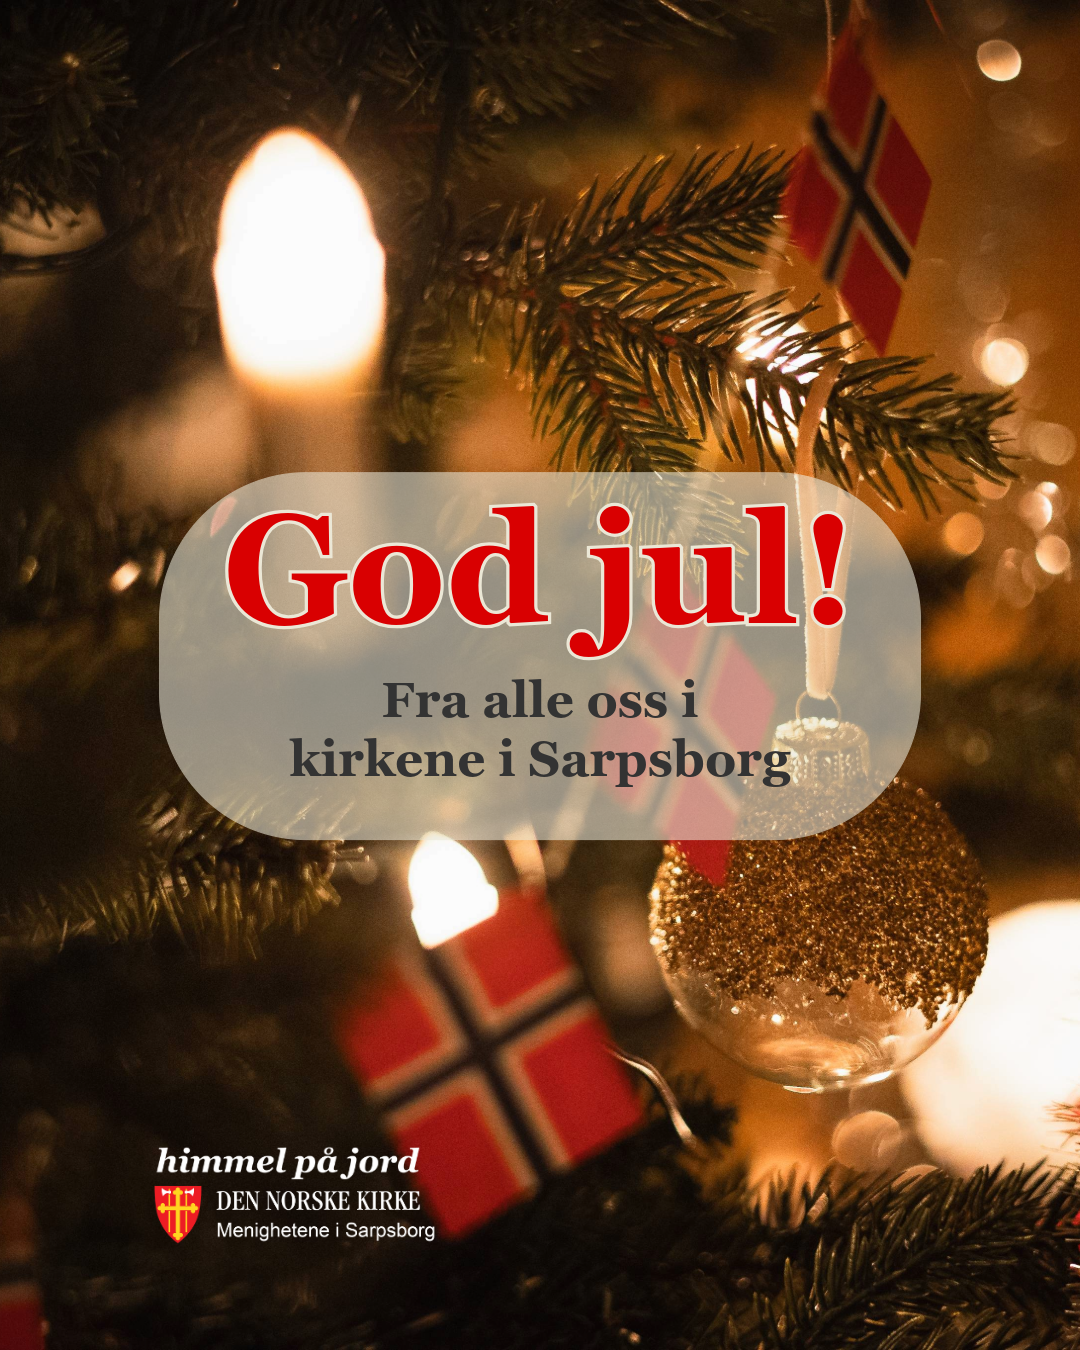 God jul!
Fra alle oss i
kirkene i Sarpsborg
himmel på jord
DEN NORSKE KIRKE
Menighetene i Sarpsborg